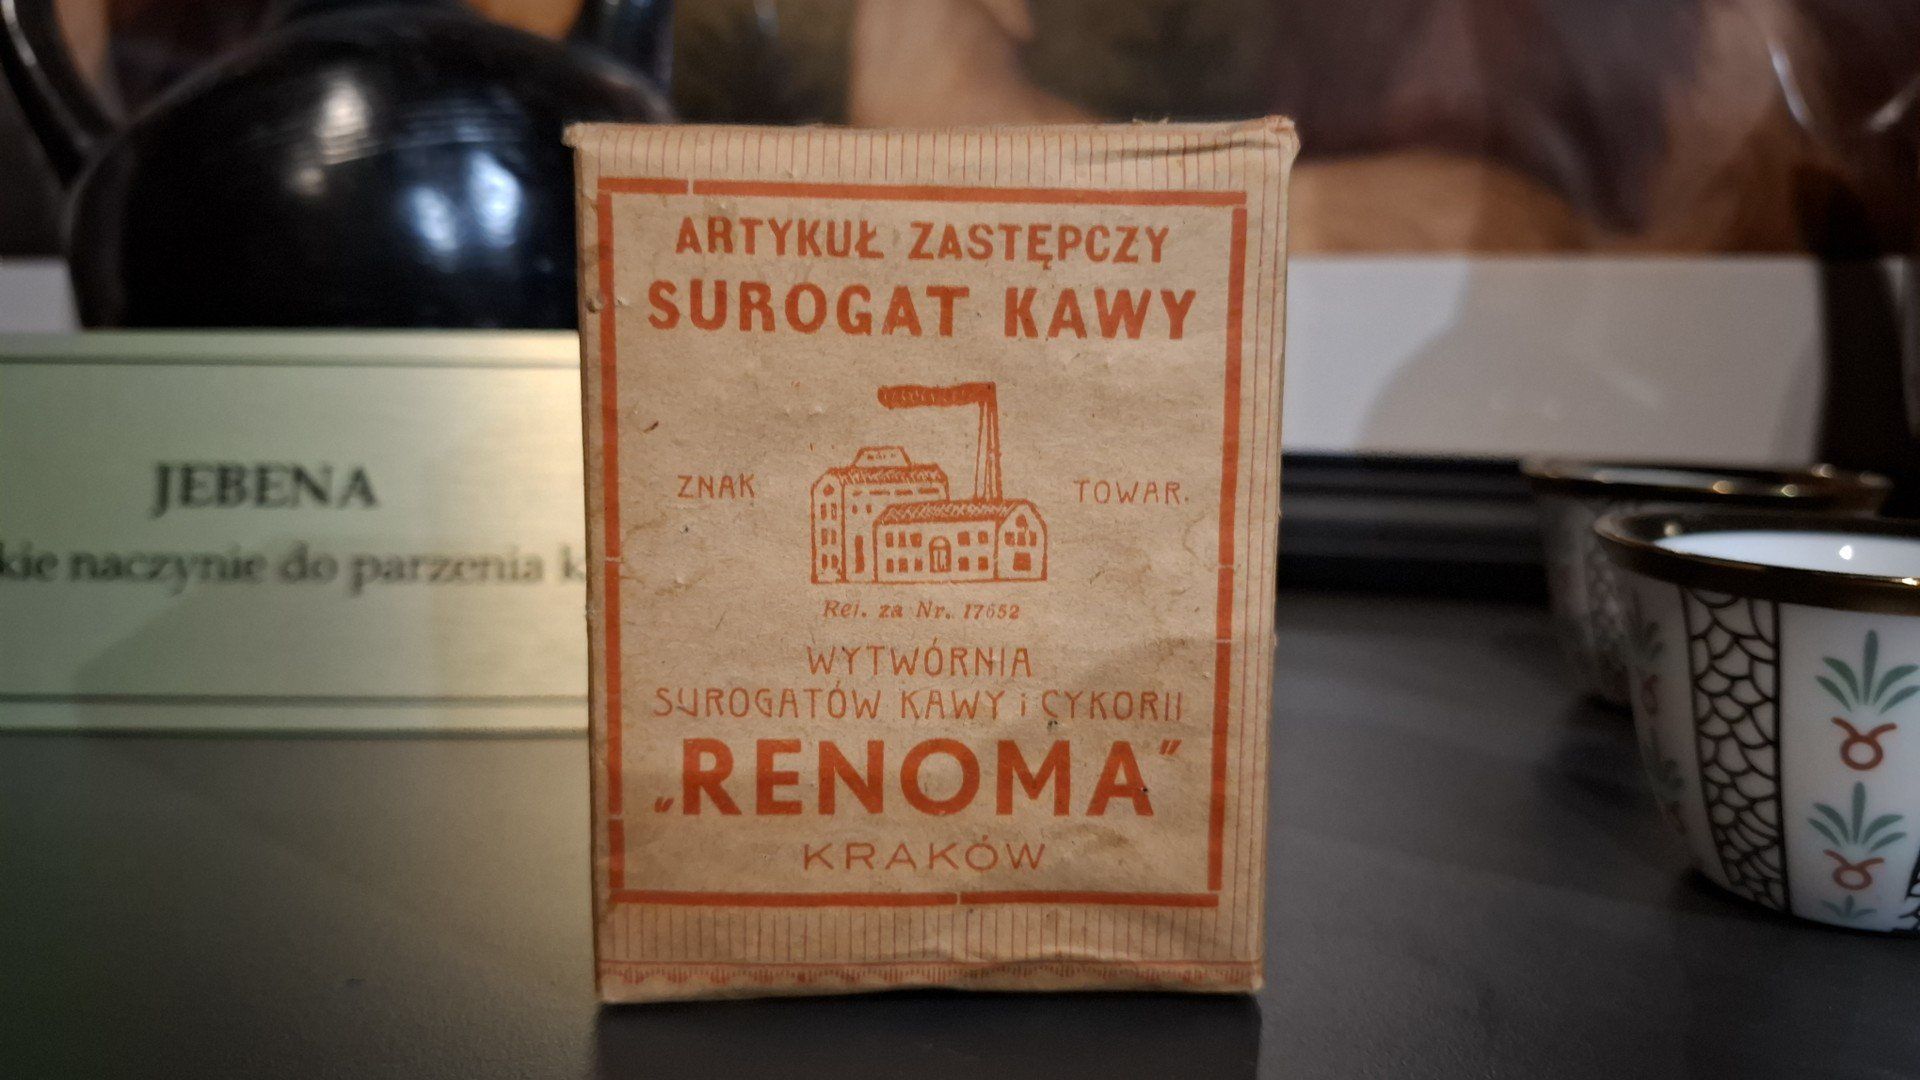 ARTYKUŁ ZASTĘPCZY
SUROGAT KAWY
ZNAK TOWAR.
Rej. za Nr. 17652
WYTWÓRNIA
SUROGATÓW KAWY i CYKORII
„RENOMA”
KRAKÓW
JEBENA
naczynie do parzenia